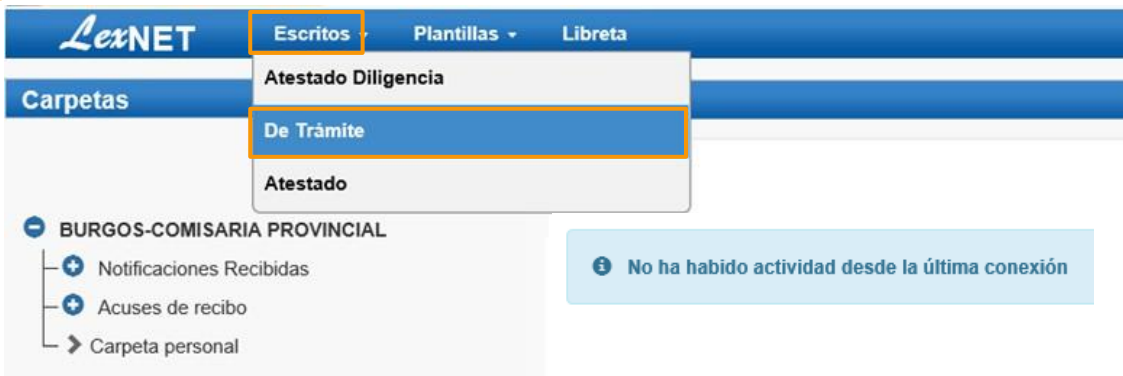 LexNET Escritos Plantillas Libreta
Atestado Diligencia
Carpetas
De Trámite
Atestado
BURGOS-COMISARIA PROVINCIAL
Notificaciones Recibidas
No ha habido actividad desde la última conexión
Acuses de recibo
Carpeta personal